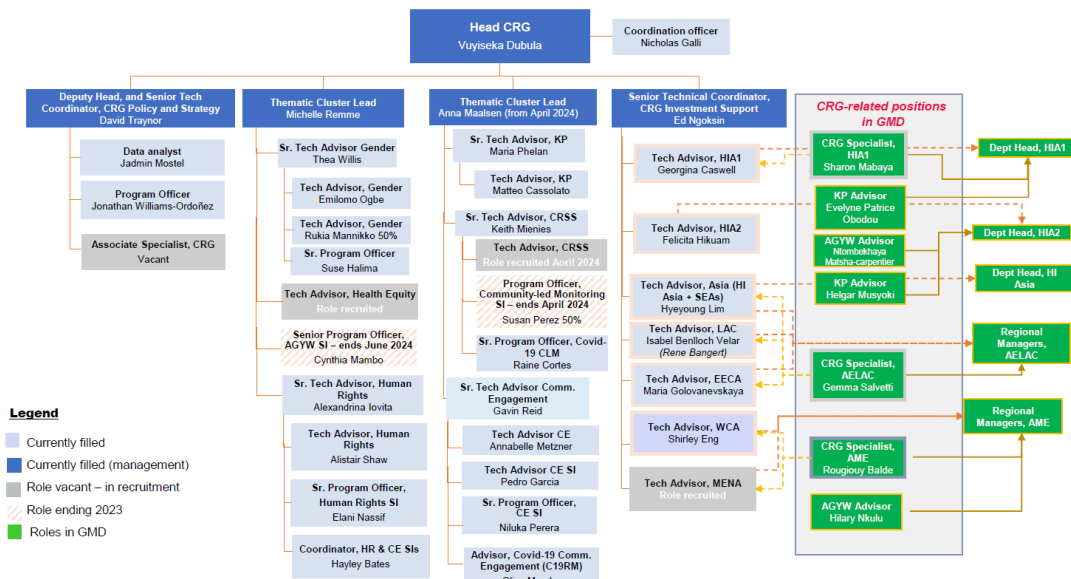 Head CRG
Vuyiseka Dubula
Coordination officer
Nicholas Galli
Deputy Head, and Senior Tech
Coordinator, CRG Policy and Strategy
David Traynor
Data analyst
Jadmin Mostel
Program Officer
Jonathan Williams-Ordoñez
Associate Specialist, CRG
Vacant
Thematic Cluster Lead
Michelle Remme
Sr. Tech Advisor Gender
Thea Willis
Tech Advisor, Gender
Emilomo Ogbe
Tech Advisor, Gender
Rukia Mannikko 50%
Sr. Program Officer
Suse Halima
Tech Advisor, Health Equity
Role recruited
Senior Program Officer,
AGYW SI – ends June 2024
Cynthia Mambo
Sr. Tech Advisor, Human
Rights
Alexandrina Iovita
Tech Advisor, Human
Rights
Alistair Shaw
Sr. Program Officer,
Human Rights SI
Elani Nassif
Coordinator, HR & CE SIs
Hayley Bates
Thematic Cluster Lead
Anna Maalsen (from April 2024)
Sr. Tech Advisor, KP
Maria Phelan
Tech Advisor, KP
Matteo Cassolato
Sr. Tech Advisor, CRSS
Keith Mienies
Tech Advisor, CRSS
Role recruited Aoril 2024
Program Officer,
Community-led Monitoring
SI – ends April 2024
Susan Perez 50%
Sr. Program Officer, Covid-
19 CLM
Raine Cortes
Sr. Tech Advisor Comm.
Engagement
Gavin Reid
Tech Advisor CE
Annabelle Metzner
Tech Advisor CE SI
Pedro Garcia
Sr. Program Officer,
CE SI
Niluka Perera
Advisor, Covid-19 Comm.
Engagement (C19RM)
Senior Technical Coordinator,
CRG Investment Support
Ed Ngoksin
Tech Advisor, HIA1
Georgina Caswell
Tech Advisor, HIA2
Felicita Hikuam
Tech Advisor, Asia (HI
Asia + SEAs)
Hyeyoung Lim
Tech Advisor, LAC
Isabel Benlloch Velar
(Rene Bangert)
Tech Advisor, EECA
Maria Golovanevskaya
Tech Advisor, WCA
Shirley Eng
Tech Advisor, MENA
Role recruited
CRG-related positions
in GMD
CRG Specialist,
HIA1
Sharon Mabaya
KP Advisor
Evelyne Patrice
Obodou
AGYW Advisor
Ntombekhaya
Matsha-carpentier
KP Advisor
Helgar Musyoki
CRG Specialist,
AELAC
Gemma Salvetti
CRG Specialist,
AME
Rougiouy Balde
AGYW Advisor
Hilary Nkulu
Dept Head, HIA1
Dept Head, HIA2
Dept Head, HI
Asia
Regional
Managers,
AELAC
Regional
Managers, AME
Legend
Currently filled
Currently filled (management)
Role vacant – in recruitment
Role ending 2023
Roles in GMD